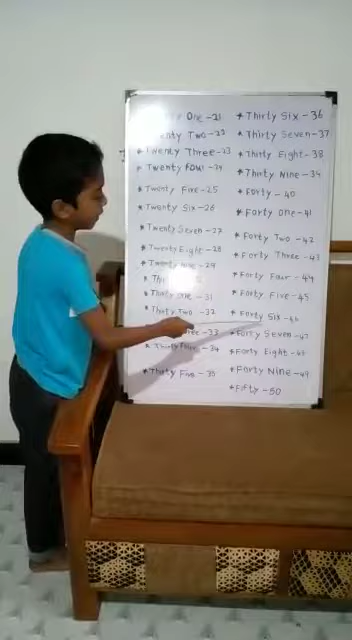 One - 21
Twenty Two - 22
* Twenty Three - 23
* Twenty Four - 24
* Twenty Five - 25
* Twenty Six - 26
* Twenty Seven - 27
* Twenty Eight - 28
* Twenty Nine - 29
* Thirty One - 31
* Thirty Two - 32
- 33
* Thirty Four - 34
* Thirty Five - 35
* Thirty Six - 36
* Thirty Seven - 37
* Thirty Eight - 38
* Thirty Nine - 39
* Forty - 40
* Forty One - 41
* Forty Two - 42
* Forty Three - 43
* Forty Four - 44
* Forty Five - 45
* Forty Six - 46
* Forty Seven - 47
* Forty Eight - 48
* Forty Nine - 49
* Fifty - 50